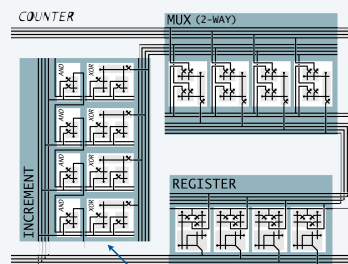 COUNTER
MUX (2-WAY)
AND
XOR
AND
XOR
AND
XOR
AND
XOR
INCREMENT
REGISTER